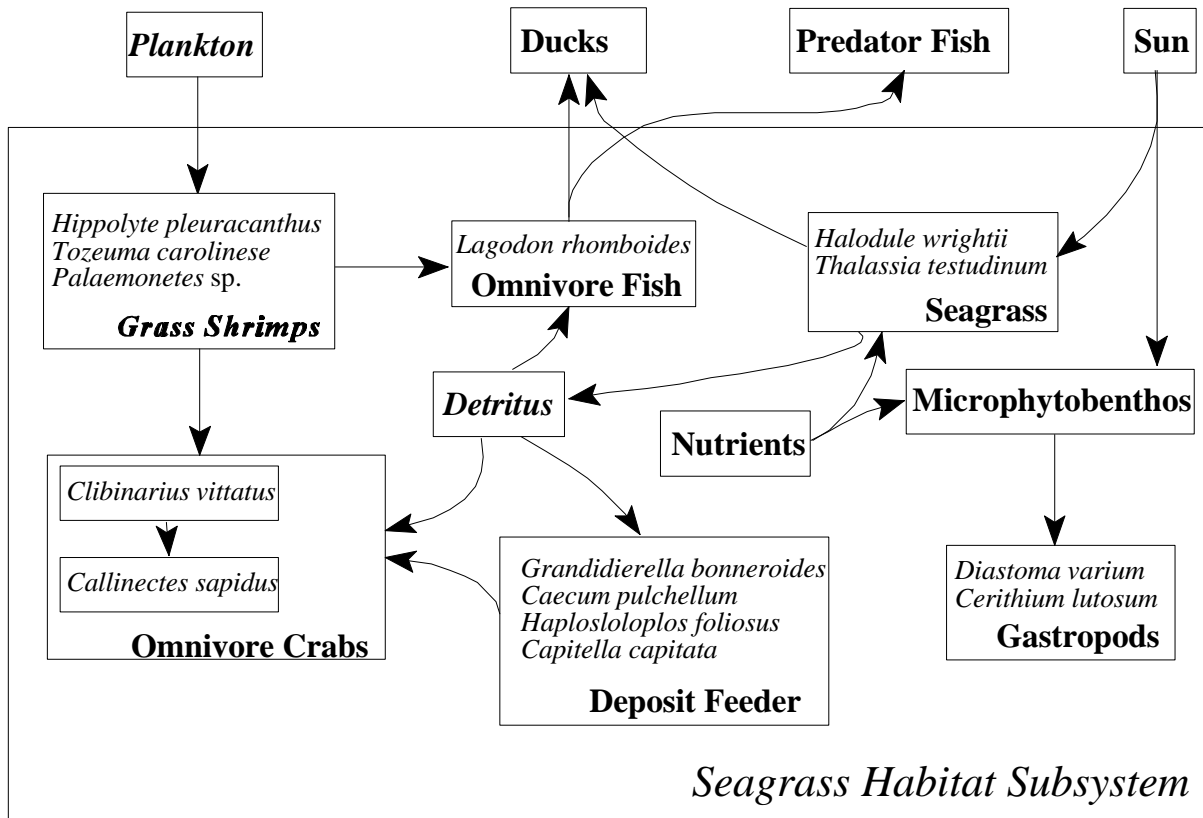 Plankton
Ducks
Predator Fish
Sun
Hippolyte pleuracanthus
Tozeuma carolinese
Palaemonetes sp.
Grass Shrimps
Lagodon rhomboides
Omnivore Fish
Halodule wrightii
Thalassia testudinum
Seagrass
Detritus
Nutrients
Microphytobenthos
Clibinarius vittatus
Callinectes sapidus
Omnivore Crabs
Grandidierella bonneroides
Caecum pulchellum
Haplosloloplos foliosus
Capitella capitata
Deposit Feeder
Diastoma varium
Cerithium lutosum
Gastropods
Seagrass Habitat Subsystem